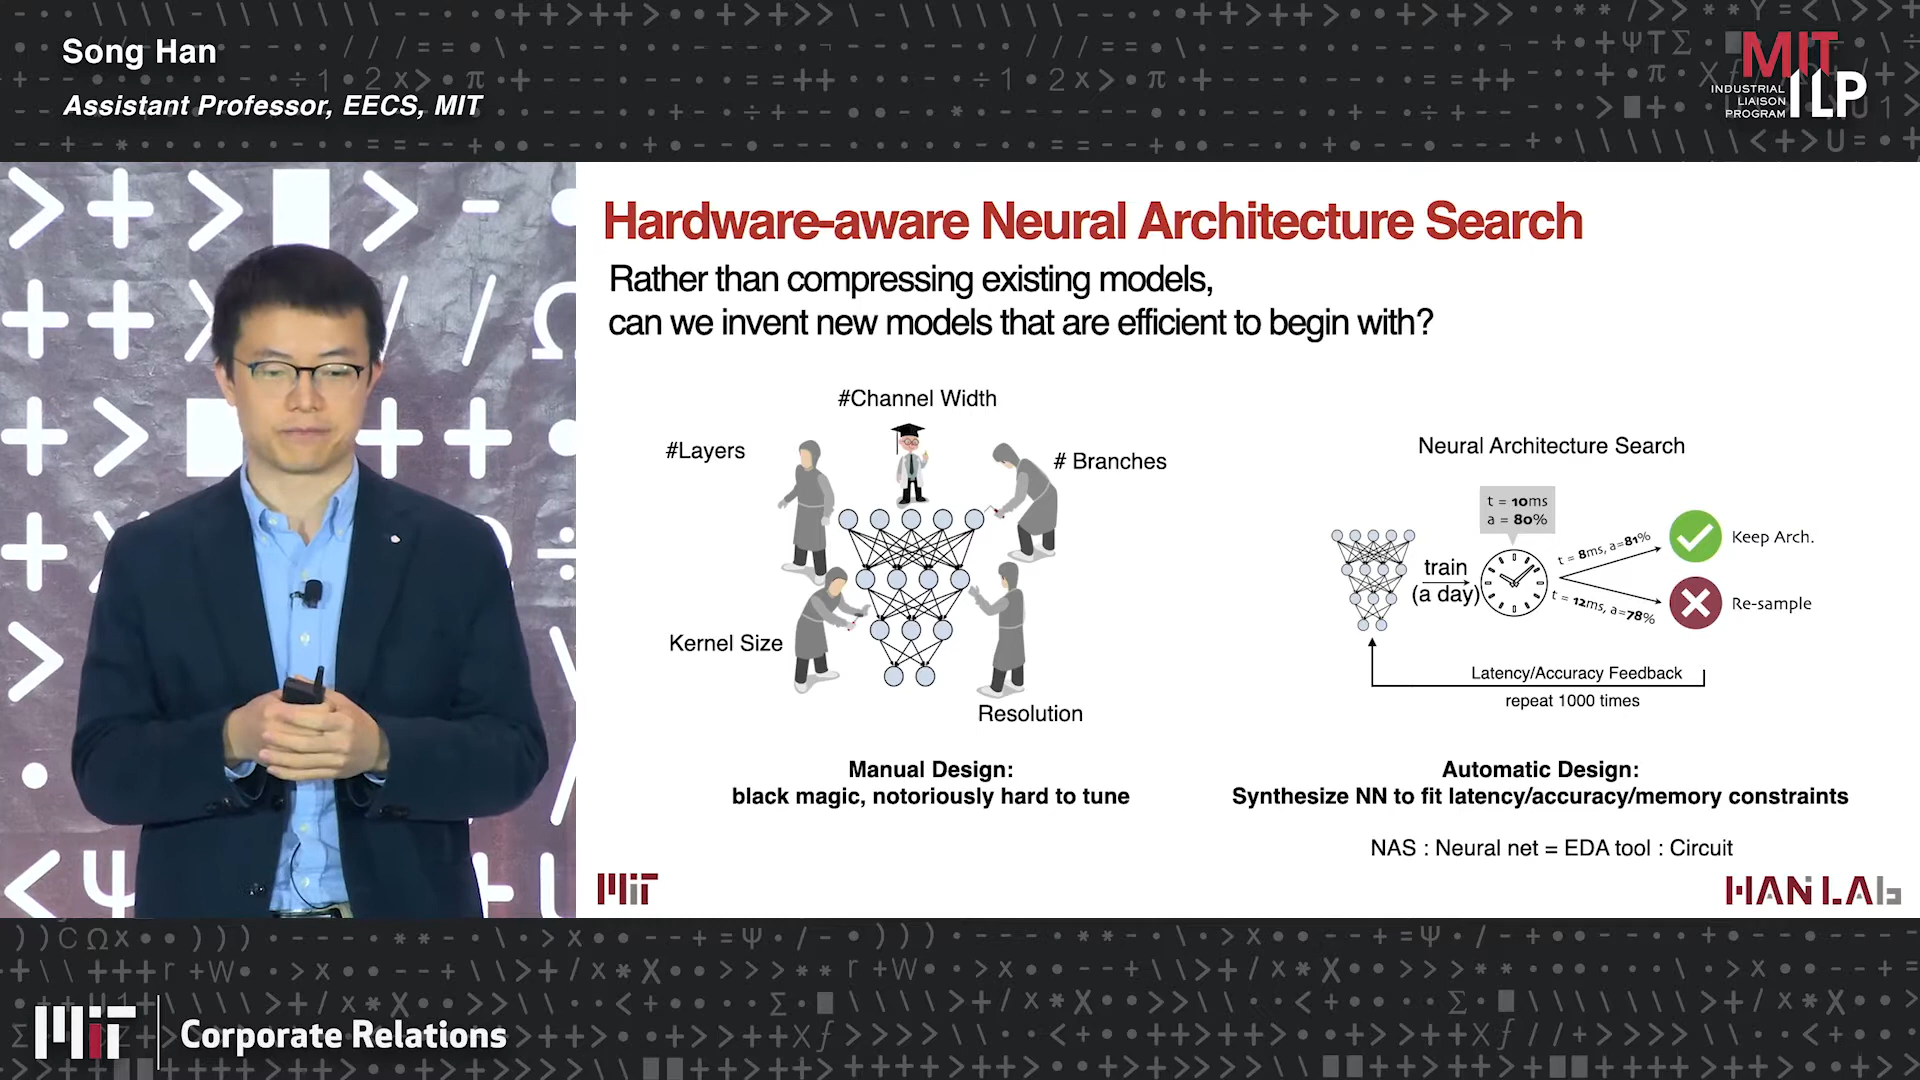 Song Han
Assistant Professor, EECS, MIT
MIT
ILP
INDUSTRIAL
LIAISON
PROGRAM
Hardware-aware Neural Architecture Search
Rather than compressing existing models,
can we invent new models that are efficient to begin with?
#Channel Width
#Layers
# Branches
Kernel Size
Resolution
Manual Design:
black magic, notoriously hard to tune
Neural Architecture Search
t = 10ms
a = 80%
train
(a day)
t = 8ms, a=81%
Keep Arch.
t = 12ms, a=78%
Re-sample
Latency/Accuracy Feedback
repeat 1000 times
Automatic Design:
Synthesize NN to fit latency/accuracy/memory constraints
NAS : Neural net = EDA tool : Circuit
MIT
HAN LAb
MIT
Corporate Relations